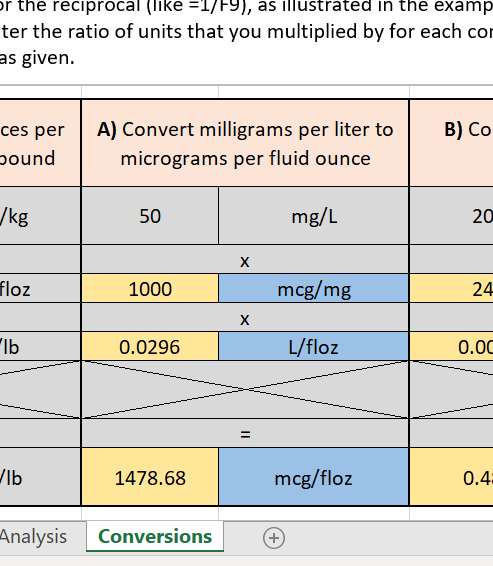 or the reciprocal (like =1/F9), as illustrated in the examp
ter the ratio of units that you multiplied by for each cor
as given.
ces per A) Convert milligrams per liter to B) Co
ound micrograms per fluid ounce
/kg 50 mg/L 20
x
floz 1000 mcg/mg 24
x
/lb 0.0296 L/floz 0.00
=
/lb 1478.68 mcg/floz 0.4
Analysis Conversions